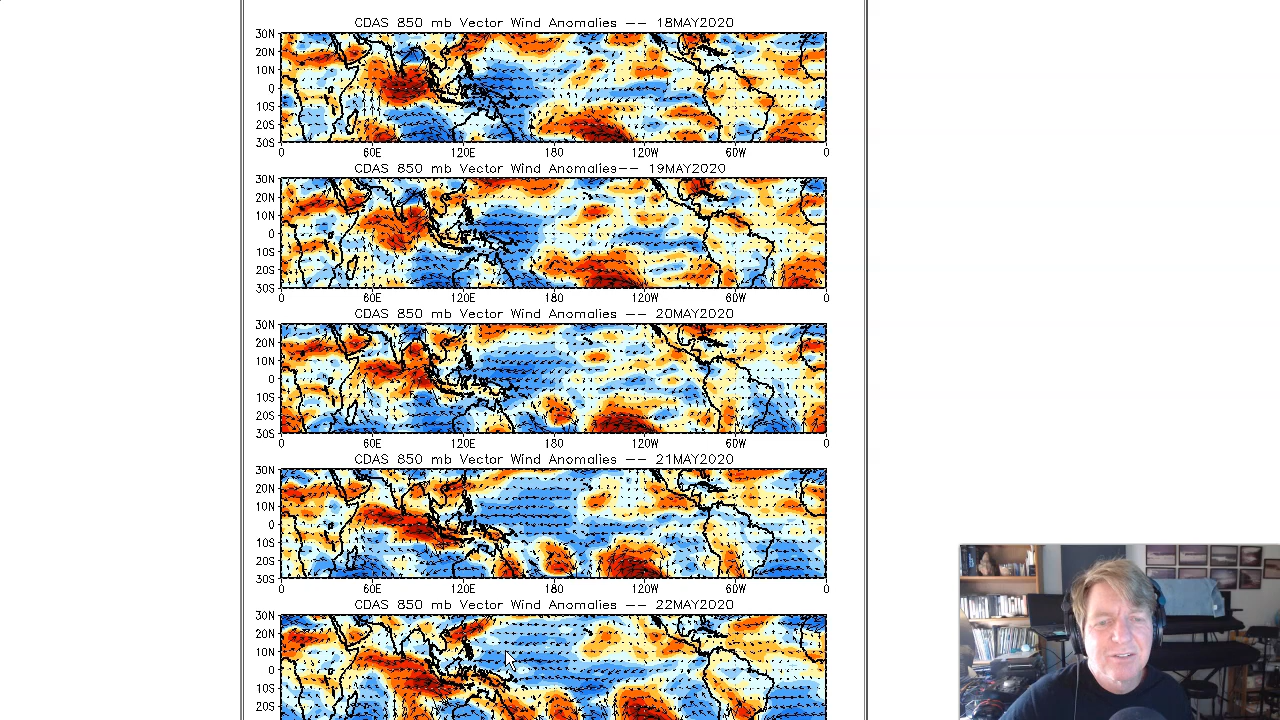 CDAS 850 mb Vector Wind Anomalies -- 18MAY2020
30N
20N
10N
0
10S
20S
30S
0 60E 120E 180 120W 60W 0
CDAS 850 mb Vector Wind Anomalies-- 19MAY2020
30N
20N
10N
0
10S
20S
30S
0 60E 120E 180 120W 60W 0
CDAS 850 mb Vector Wind Anomalies -- 20MAY2020
30N
20N
10N
0
10S
20S
30S
0 60E 120E 180 120W 60W 0
CDAS 850 mb Vector Wind Anomalies -- 21MAY2020
30N
20N
10N
0
10S
20S
30S
0 60E 120E 180 120W 60W 0
CDAS 850 mb Vector Wind Anomalies -- 22MAY2020
30N
20N
10N
0
10S
20S